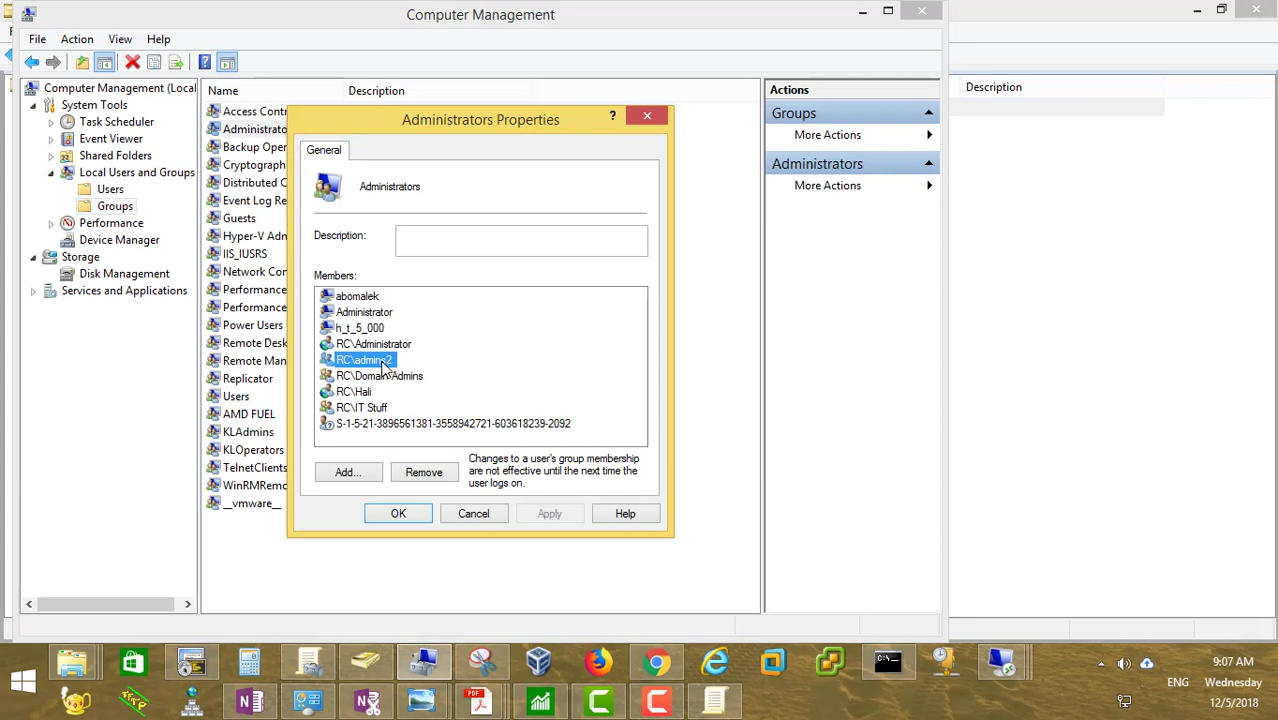 Computer Management
File Action View Help
Computer Management (Local
System Tools
Task Scheduler
Event Viewer
Shared Folders
Local Users and Groups
Users
Groups
Performance
Device Manager
Storage
Disk Management
Services and Applications
Name Description
Access Contr
Administrato
Backup Oper
Cryptograph
Distributed C
Event Log Re
Guests
Hyper-V Adm
IIS_IUSRS
Network Con
Performance
Performance
Power Users
Remote Desk
Remote Man
Replicator
Users
AMD FUEL
KLAdmins
KLOperators
TelnetClients
WinRMRemo
__vmware__
Administrators Properties
?
General
Administrators
Description:
Members:
abomalek
Administrator
h_t_5_000
RC\Administrator
RC\admins2
RC\Domain Admins
RC\Hali
RC\IT Stuff
S-1-5-21-3896561381-3558942721-603618239-2092
Add... Remove
Changes to a user's group membership
are not effective until the next time the
user logs on.
OK Cancel Apply Help
Actions
Groups
More Actions
Administrators
More Actions
Description
ENG
9:07 AM
Wednesday
12/5/2018